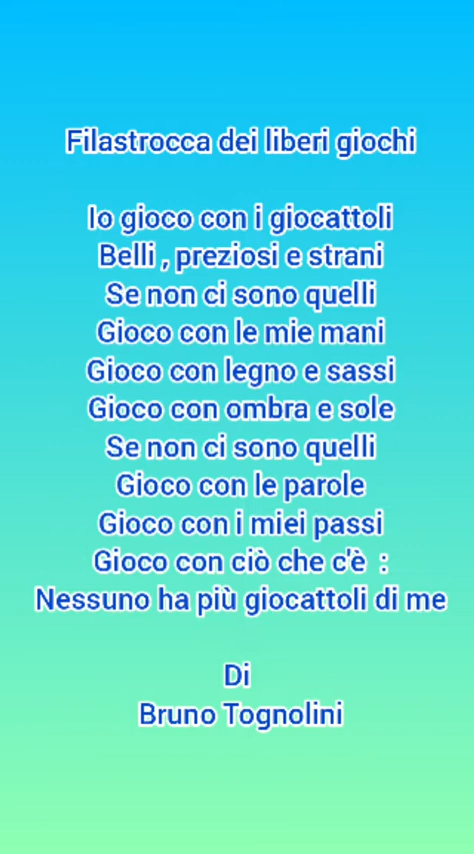 Filastrocca dei liberi giochi
Io gioco con i giocattoli
Belli , preziosi e strani
Se non ci sono quelli
Gioco con le mie mani
Gioco con legno e sassi
Gioco con ombra e sole
Se non ci sono quelli
Gioco con le parole
Gioco con i miei passi
Gioco con ciò che c'è :
Nessuno ha più giocattoli di me
Di
Bruno Tognolini